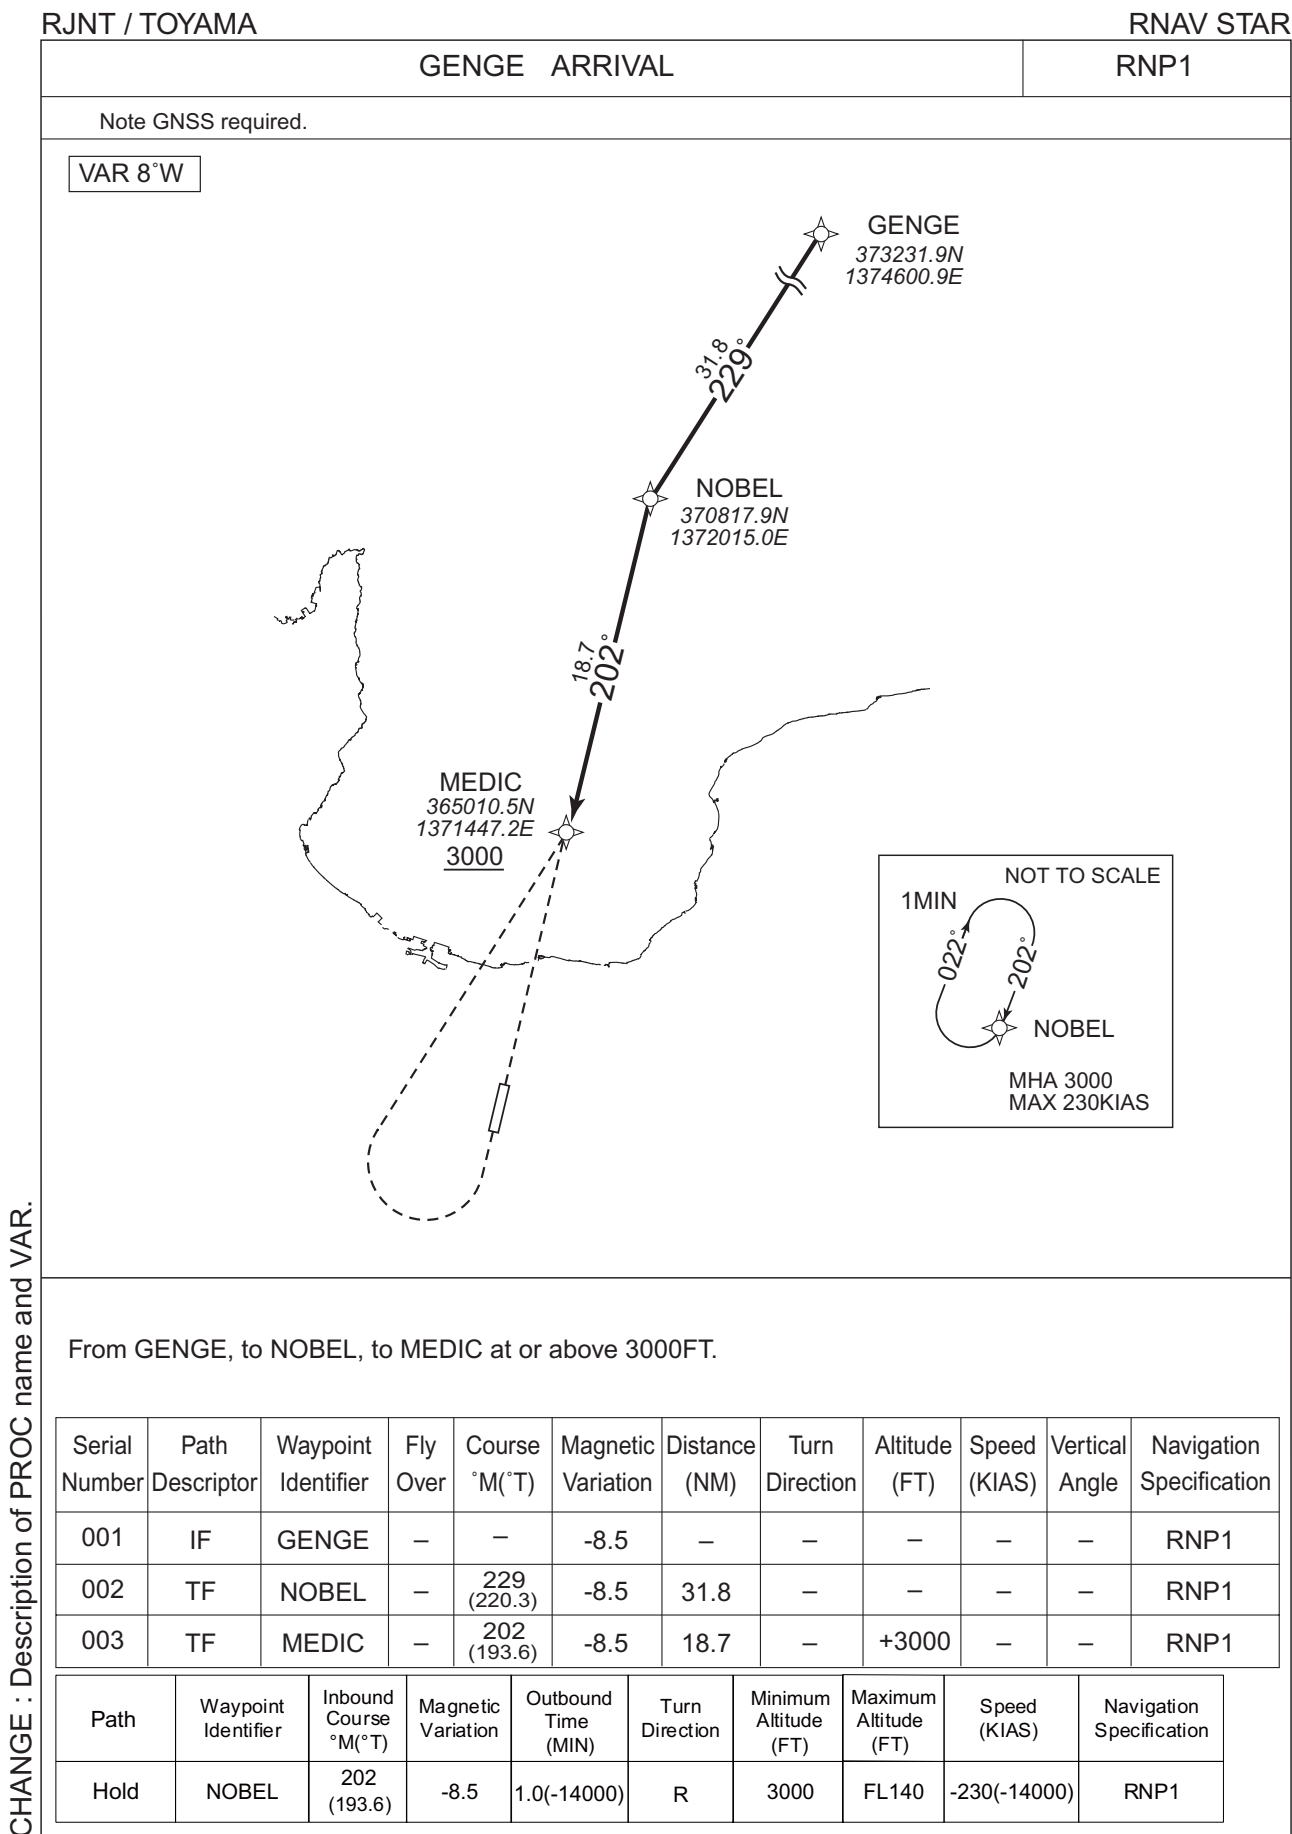 RJNT / TOYAMA
RNAV STAR
GENGE ARRIVAL
RNP1
Note GNSS required.
VAR 8˚W
GENGE
373231.9N
1374600.9E
31.8
229˚
NOBEL
370817.9N
1372015.0E
18.7
202˚
MEDIC
365010.5N
1371447.2E
3000
NOT TO SCALE
1MIN
022˚
202˚
NOBEL
MHA 3000
MAX 230KIAS
From GENGE, to NOBEL, to MEDIC at or above 3000FT.
Serial Number Path Descriptor Waypoint Identifier Fly Over Course ˚M(˚T) Magnetic Variation Distance (NM) Turn Direction Altitude (FT) Speed (KIAS) Vertical Angle Navigation Specification
001 IF GENGE – – -8.5 – – – – – RNP1
002 TF NOBEL – 229 (220.3) -8.5 31.8 – – – – RNP1
003 TF MEDIC – 202 (193.6) -8.5 18.7 – +3000 – – RNP1
Path Waypoint Identifier Inbound Course °M(°T) Magnetic Variation Outbound Time (MIN) Turn Direction Minimum Altitude (FT) Maximum Altitude (FT) Speed (KIAS) Navigation Specification
Hold NOBEL 202 (193.6) -8.5 1.0(-14000) R 3000 FL140 -230(-14000) RNP1
CHANGE : Description of PROC name and VAR.